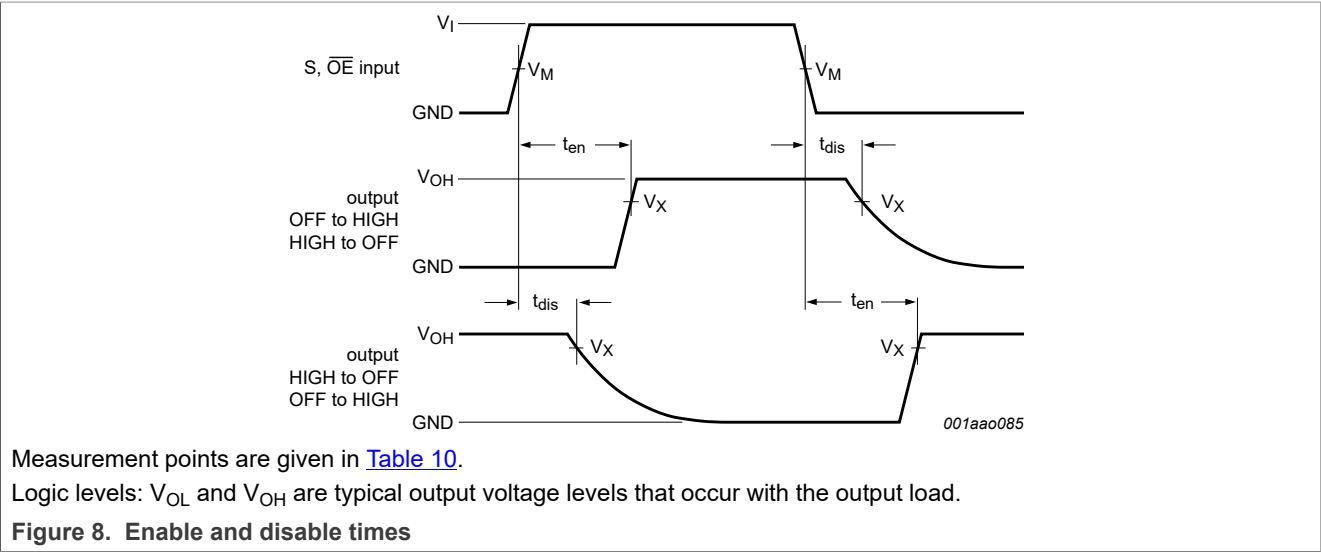 V_I
S, O̅E̅ input
V_M
V_M
GND
t_en
t_dis
V_OH
output
OFF to HIGH
HIGH to OFF
V_X
V_X
GND
t_dis
t_en
V_OH
output
HIGH to OFF
OFF to HIGH
V_X
V_X
GND
001aao085
Measurement points are given in Table 10.
Logic levels: V_OL and V_OH are typical output voltage levels that occur with the output load.
Figure 8. Enable and disable times